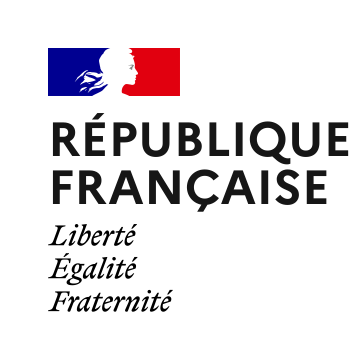 RÉPUBLIQUE
FRANÇAISE
Liberté
Égalité
Fraternité